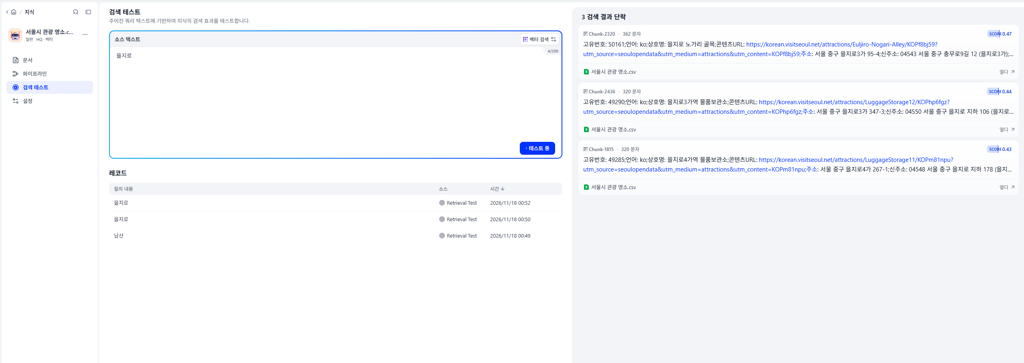 지식
서울시 관광 명소.c...
일반 · HQ · 벡터
문서
파이프라인
검색 테스트
설정
검색 테스트
주어진 쿼리 텍스트에 기반하여 지식의 검색 효과를 테스트합니다.
소스 텍스트
벡터 검색
4/200
을지로
테스트 중
레코드
질의 내용 소스 시간
을지로 Retrieval Test 2026/11/18 00:52
을지로 Retrieval Test 2026/11/18 00:50
남산 Retrieval Test 2026/11/18 00:49
3 검색 결과 단락
Chunk-2320 · 362 문자
SCORE 0.47
고유번호: 50161;언어: ko;상호명: 을지로 노가리 골목;콘텐츠URL: https://korean.visitseoul.net/attractions/Euljiro-Nogari-Alley/KOPf8bj59?
utm_source=seoulopendata&utm_medium=attractions&utm_content=KOPf8bj59;주소: 서울 중구 을지로3가 95-4;신주소: 04543 서울 중구 충무로9길 12 (을지로3가);...
서울시 관광 명소.csv
열다
Chunk-2436 · 320 문자
SCORE 0.44
고유번호: 49290;언어: ko;상호명: 을지로3가역 물품보관소;콘텐츠URL: https://korean.visitseoul.net/attractions/LuggageStorage12/KOPhp6fgz?
utm_source=seoulopendata&utm_medium=attractions&utm_content=KOPhp6fgz;주소: 서울 중구 을지로3가 347-3;신주소: 04550 서울 중구 을지로 지하 106 (을지로...
서울시 관광 명소.csv
열다
Chunk-1815 · 320 문자
SCORE 0.43
고유번호: 49285;언어: ko;상호명: 을지로4가역 물품보관소;콘텐츠URL: https://korean.visitseoul.net/attractions/LuggageStorage11/KOPm81npu?
utm_source=seoulopendata&utm_medium=attractions&utm_content=KOPm81npu;주소: 서울 중구 을지로4가 267-1;신주소: 04548 서울 중구 을지로 지하 178 (을지...
서울시 관광 명소.csv
열다